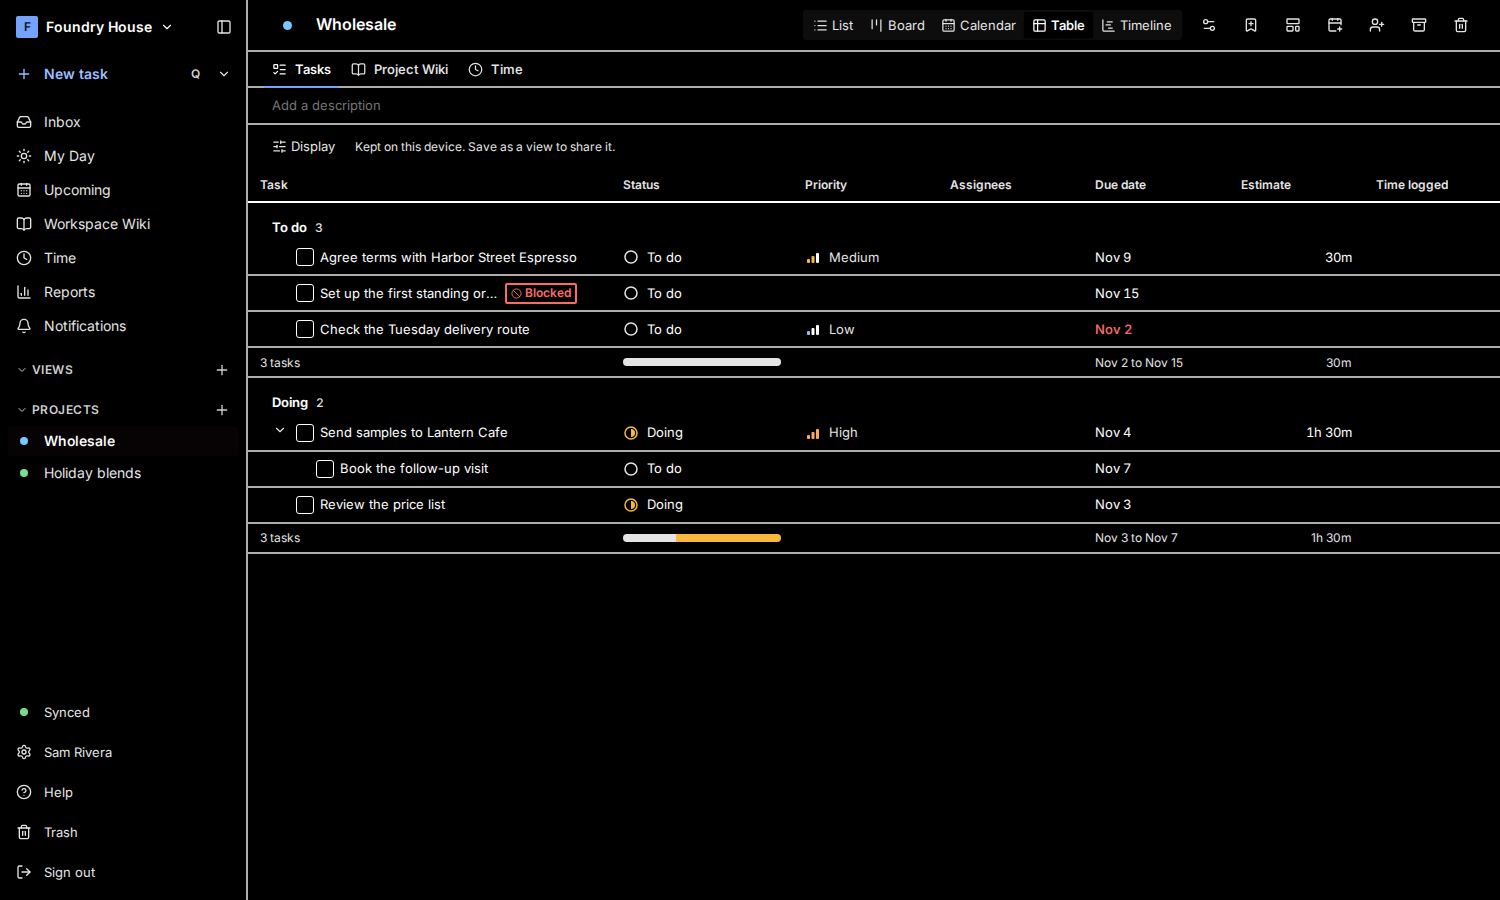 F Foundry House
New task Q
Inbox
My Day
Upcoming
Workspace Wiki
Time
Reports
Notifications
VIEWS
PROJECTS
Wholesale
Holiday blends
Synced
Sam Rivera
Help
Trash
Sign out
Wholesale
List Board Calendar Table Timeline
Tasks Project Wiki Time
Add a description
Display Kept on this device. Save as a view to share it.
Task Status Priority Assignees Due date Estimate Time logged
To do 3
Agree terms with Harbor Street Espresso To do Medium Nov 9 30m
Set up the first standing or... Blocked To do Nov 15
Check the Tuesday delivery route To do Low Nov 2
3 tasks Nov 2 to Nov 15 30m
Doing 2
Send samples to Lantern Cafe Doing High Nov 4 1h 30m
Book the follow-up visit To do Nov 7
Review the price list Doing Nov 3
3 tasks Nov 3 to Nov 7 1h 30m